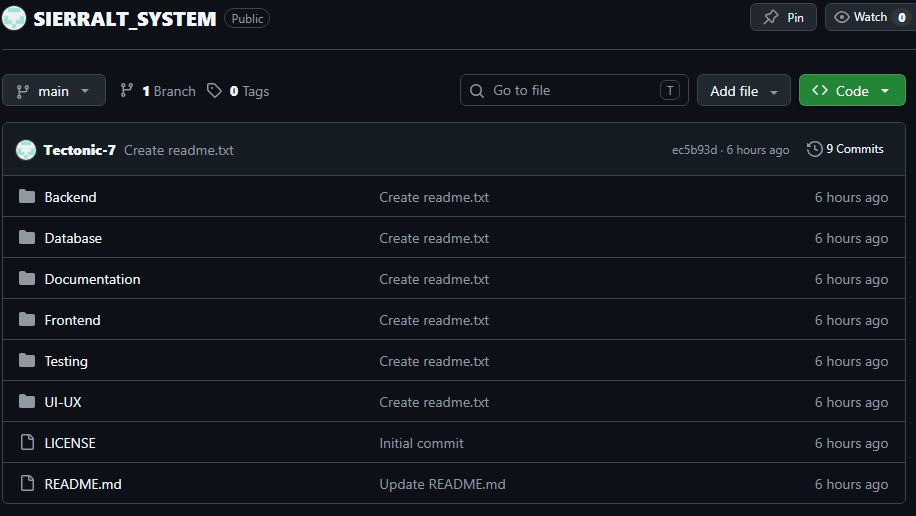 SIERRALT_SYSTEM Public Pin Watch 0
main 1 Branch 0 Tags Go to file T Add file Code
Tectonic-7 Create readme.txt ec5b93d · 6 hours ago 9 Commits
Backend Create readme.txt 6 hours ago
Database Create readme.txt 6 hours ago
Documentation Create readme.txt 6 hours ago
Frontend Create readme.txt 6 hours ago
Testing Create readme.txt 6 hours ago
UI-UX Create readme.txt 6 hours ago
LICENSE Initial commit 6 hours ago
README.md Update README.md 6 hours ago